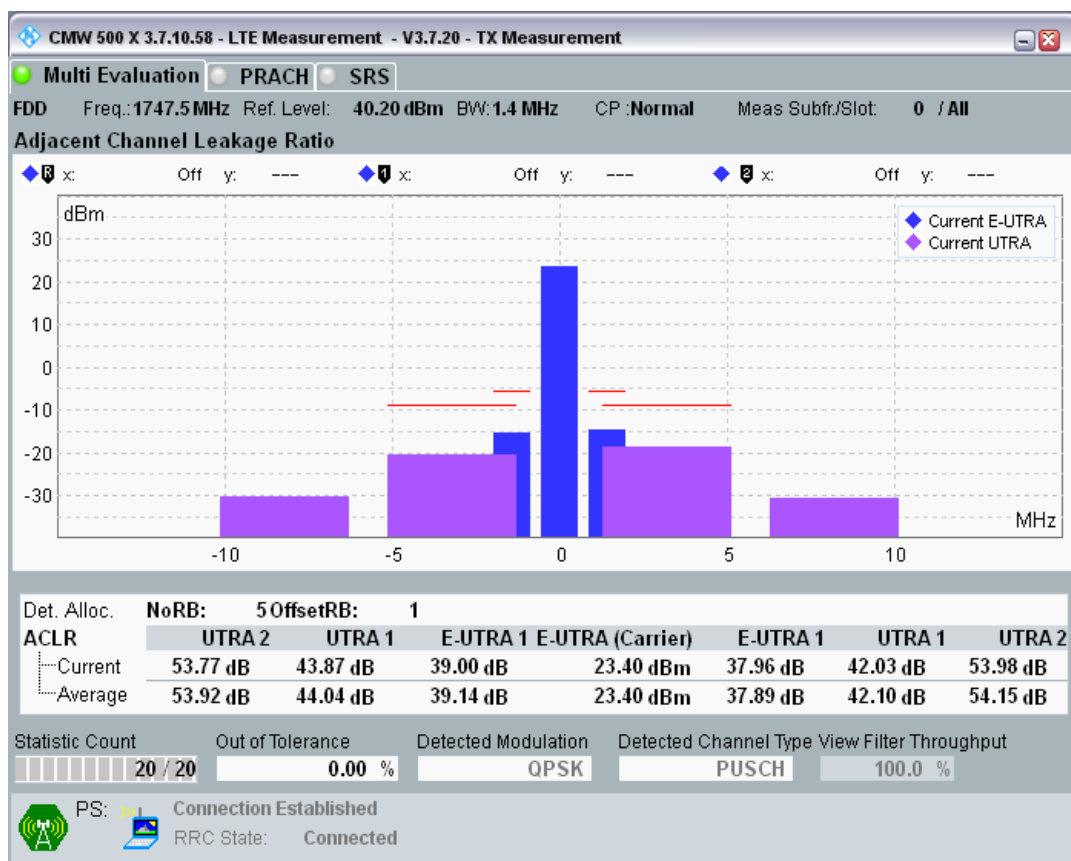 CMW 500 X 3.7.10.58 - LTE Measurement - V3.7.20 - TX Measurement
Multi Evaluation PRACH SRS
FDD Freq.: 1747.5 MHz Ref. Level: 40.20 dBm BW: 1.4 MHz CP : Normal Meas Subfr./Slot: 0 / All
Adjacent Channel Leakage Ratio
R x: Off y: --- 1 x: Off y: --- 2 x: Off y: ---
dBm
Current E-UTRA
Current UTRA
30
20
10
0
-10
-20
-30
MHz
-10 -5 0 5 10
Det. Alloc. NoRB: 5 OffsetRB: 1
ACLR UTRA 2 UTRA 1 E-UTRA 1 E-UTRA (Carrier) E-UTRA 1 UTRA 1 UTRA 2
Current 53.77 dB 43.87 dB 39.00 dB 23.40 dBm 37.96 dB 42.03 dB 53.98 dB
Average 53.92 dB 44.04 dB 39.14 dB 23.40 dBm 37.89 dB 42.10 dB 54.15 dB
Statistic Count Out of Tolerance Detected Modulation Detected Channel Type View Filter Throughput
20 / 20 0.00 % QPSK PUSCH 100.0 %
PS: Connection Established
RRC State: Connected